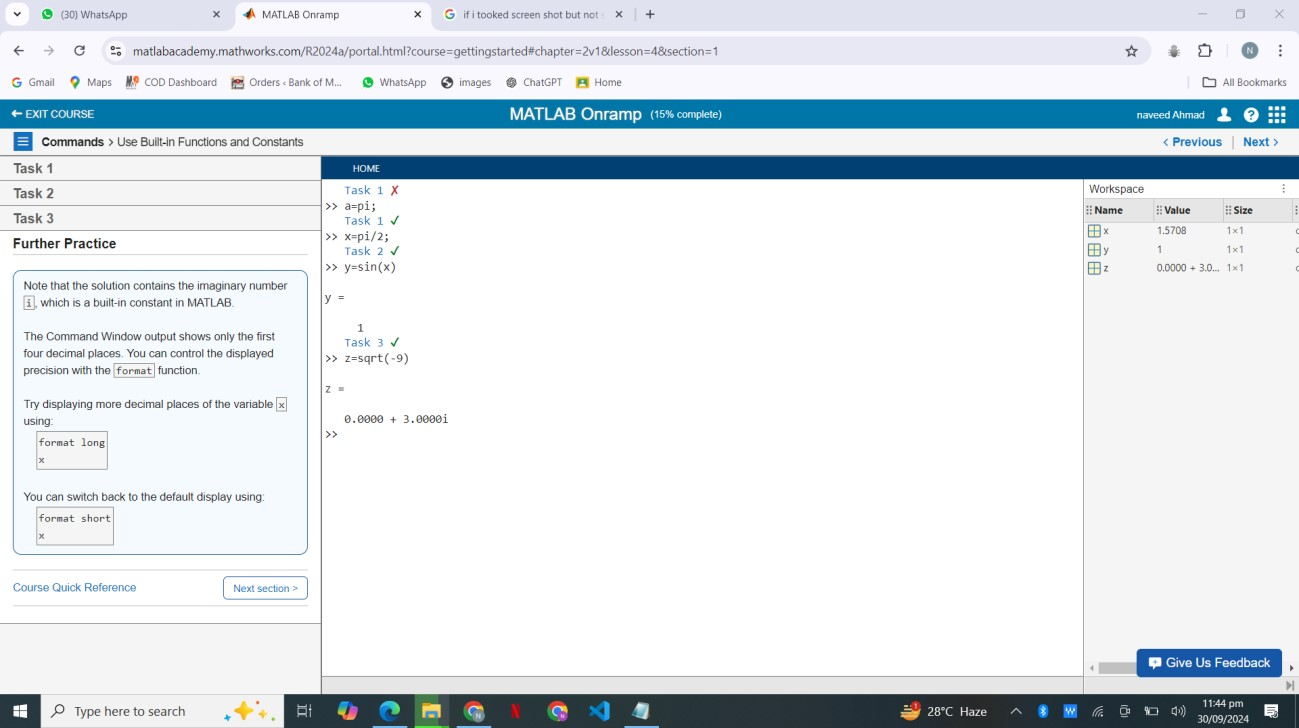 (30) WhatsApp
MATLAB Onramp
if i tooked screen shot but not
matlabacademy.mathworks.com/R2024a/portal.html?course=gettingstarted#chapter=2v1&lesson=4&section=1
N
Gmail
Maps
COD Dashboard
Orders ‹ Bank of M...
WhatsApp
images
ChatGPT
Home
All Bookmarks
EXIT COURSE
MATLAB Onramp (15% complete)
naveed Ahmad
Commands > Use Built-in Functions and Constants
< Previous
Next >
Task 1
Task 2
Task 3
Further Practice
Note that the solution contains the imaginary number
i, which is a built-in constant in MATLAB.
The Command Window output shows only the first
four decimal places. You can control the displayed
precision with the format function.
Try displaying more decimal places of the variable x
using:
format long
x
You can switch back to the default display using:
format short
x
Course Quick Reference
Next section >
HOME
Task 1 ✗
>> a=pi;
Task 1 ✓
>> x=pi/2;
Task 2 ✓
>> y=sin(x)
y =
1
Task 3 ✓
>> z=sqrt(-9)
z =
0.0000 + 3.0000i
>>
Workspace
Name Value Size
x 1.5708 1×1
y 1 1×1
z 0.0000 + 3.0... 1×1
Give Us Feedback
Type here to search
28°C Haze
11:44 pm
30/09/2024